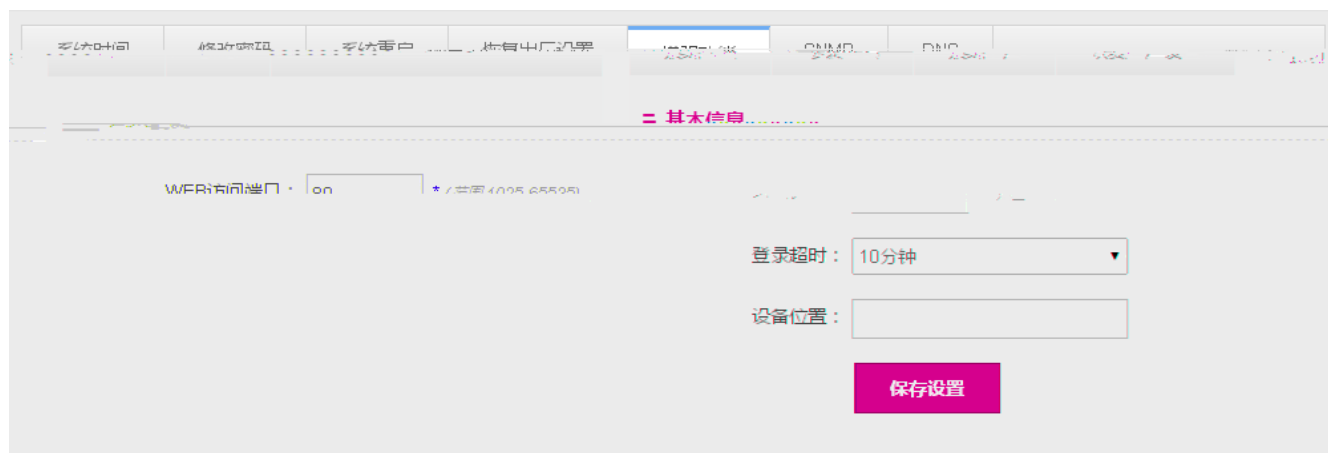 系统时间 修改密码 系统重启 恢复出厂设置 SNMP DNS
基本信息
WEB访问端口： 80 * (范围1025-65535)
登录超时： 10分钟
设备位置：
保存设置